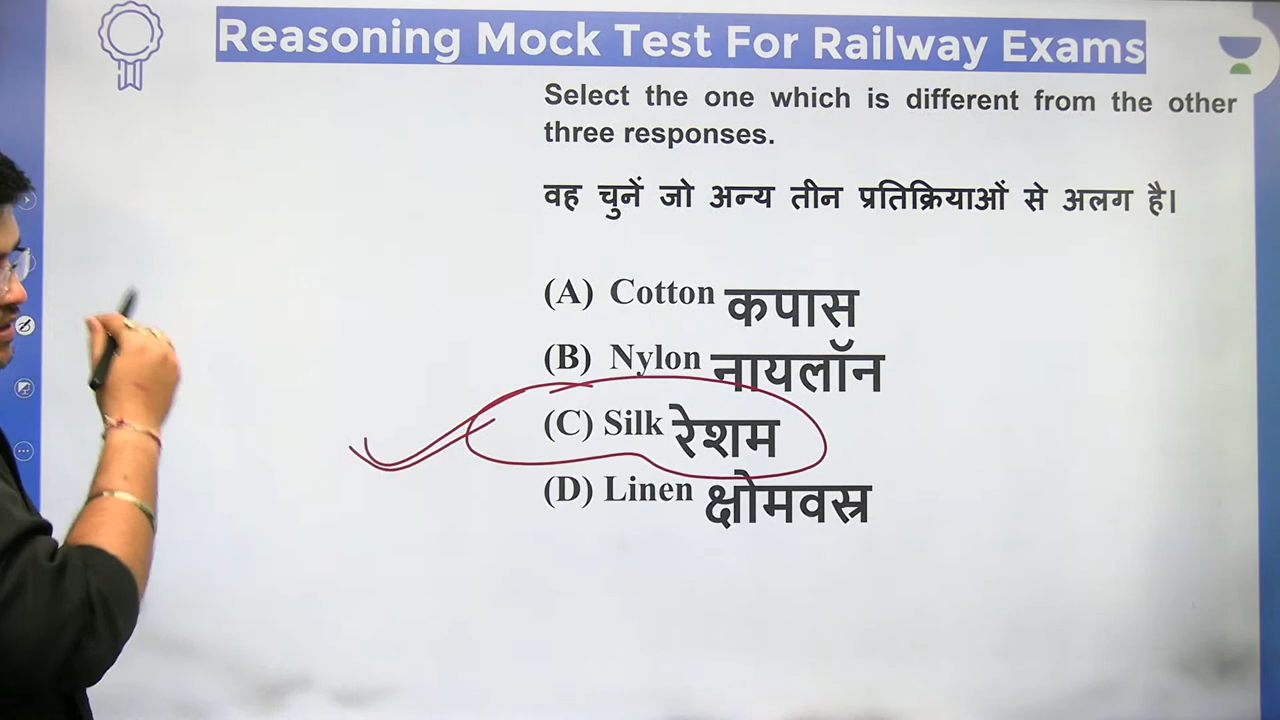 Reasoning Mock Test For Railway Exams
Select the one which is different from the other
three responses.
वह चुनें जो अन्य तीन प्रतिक्रियाओं से अलग है।
(A) Cotton कपास
(B) Nylon नायलॉन
(C) Silk रेशम
(D) Linen क्षोमवस्र